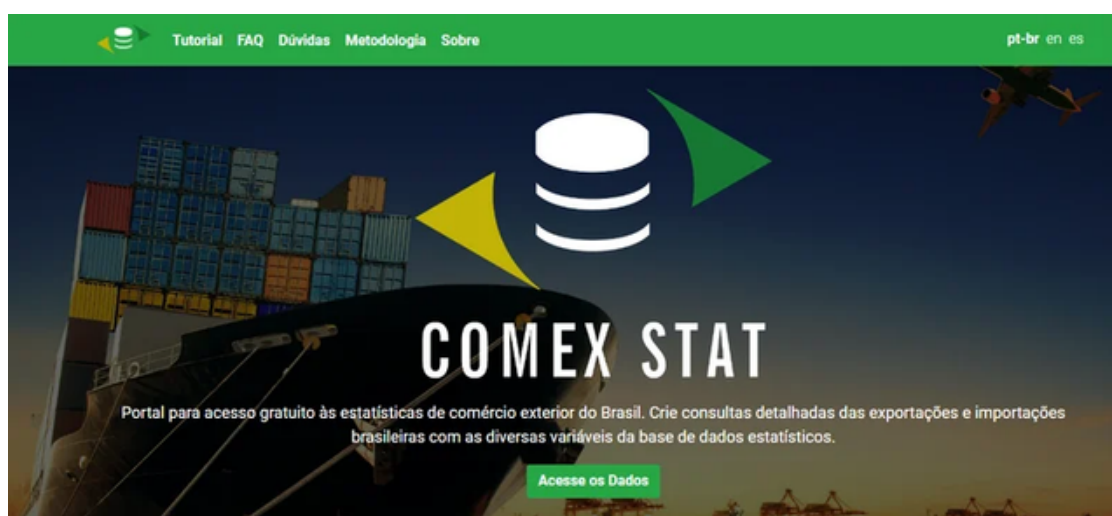 Tutorial FAQ Dúvidas Metodologia Sobre pt-br en es
COMEX STAT
Portal para acesso gratuito às estatísticas de comércio exterior do Brasil. Crie consultas detalhadas das exportações e importações
brasileiras com as diversas variáveis da base de dados estatísticos.
Acesse os Dados